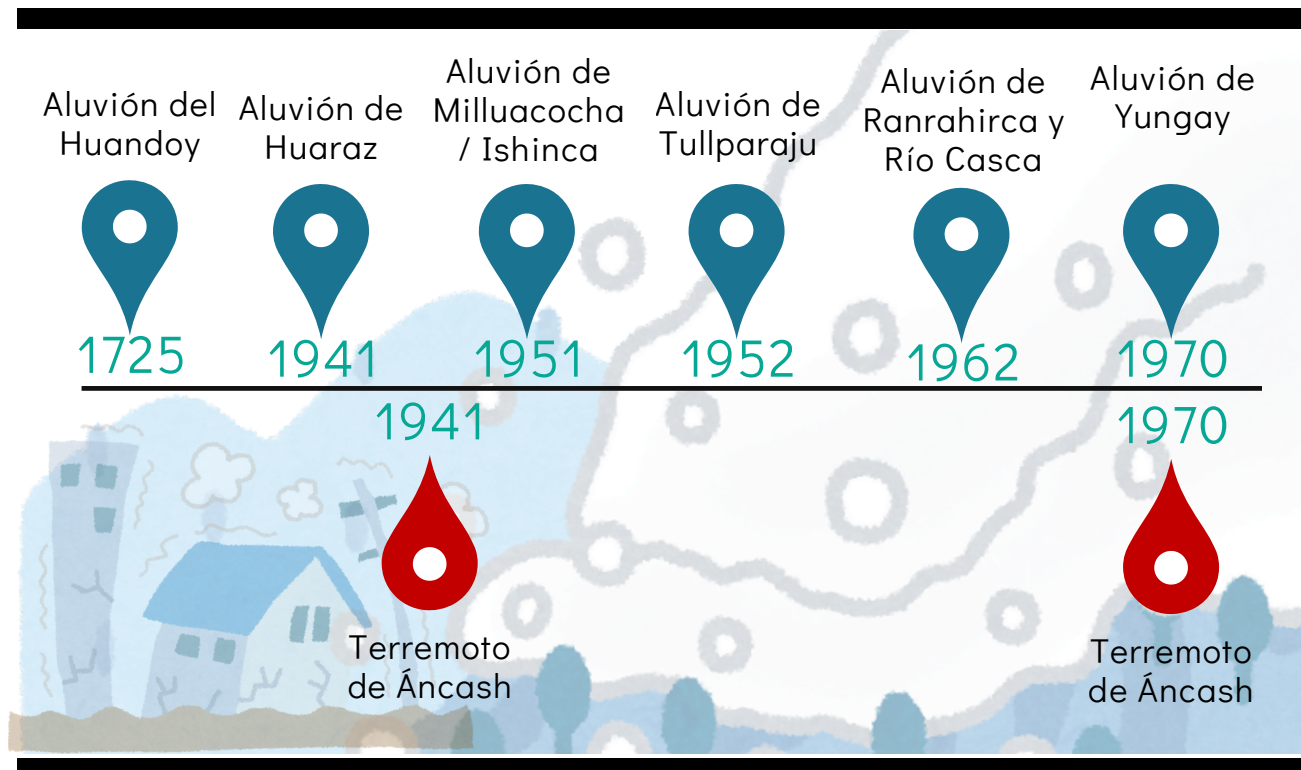 Aluvión del
Huandoy
1725
Aluvión de
Huaraz
1941
Aluvión de
Milluacocha
/ Ishinca
1951
Aluvión de
Tullparaju
1952
Aluvión de
Ranrahirca y
Río Casca
1962
Aluvión de
Yungay
1970
1941
Terremoto
de Áncash
1970
Terremoto
de Áncash